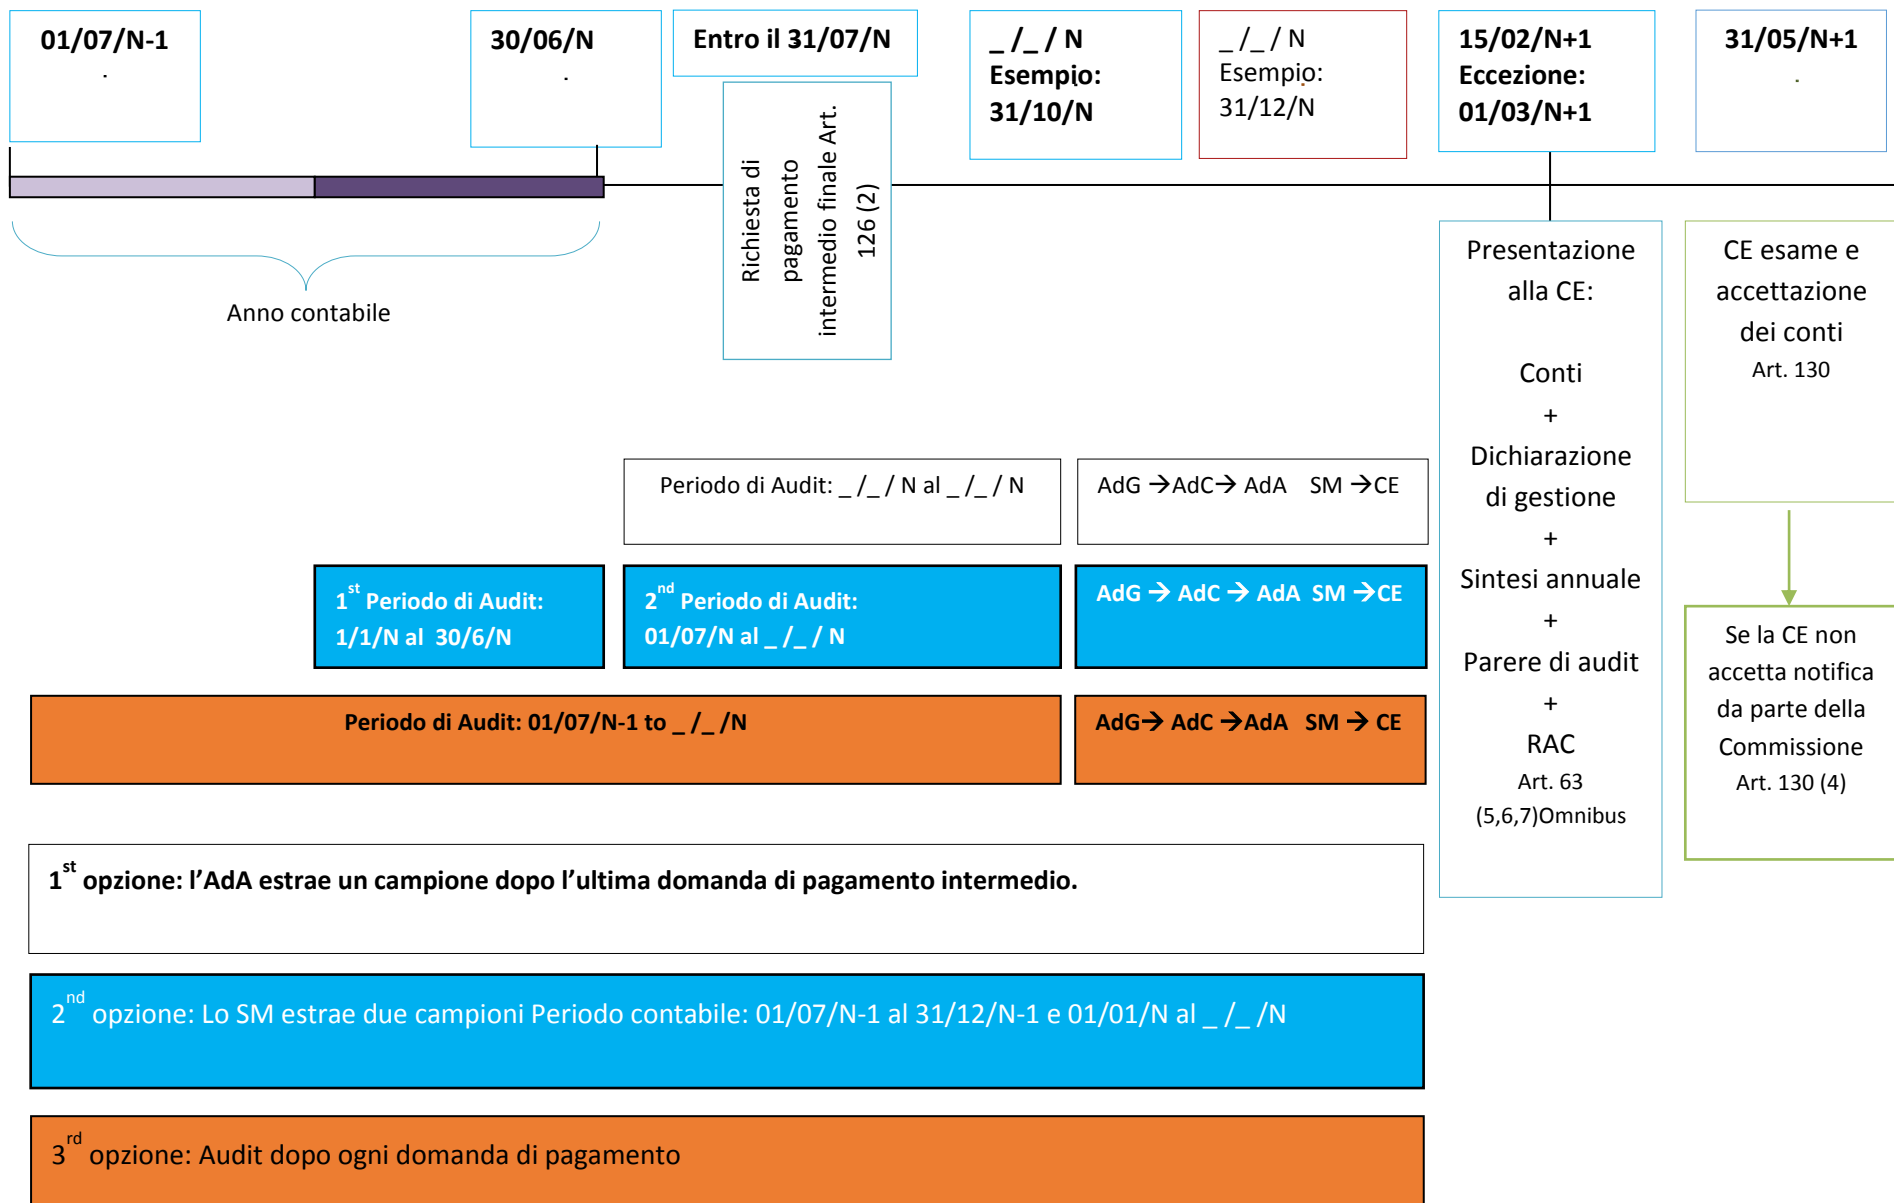 01/07/N-1
.
30/06/N
.
Entro il 31/07/N
_ /_ / N
Esempio:
31/10/N
_ /_ / N
Esempio:
31/12/N
15/02/N+1
Eccezione:
01/03/N+1
31/05/N+1
.
Richiesta di
pagamento
intermedio finale Art.
126 (2)
Anno contabile
Presentazione
alla CE:
Conti
+
Dichiarazione
di gestione
+
Sintesi annuale
+
Parere di audit
+
RAC
Art. 63
(5,6,7)Omnibus
CE esame e
accettazione
dei conti
Art. 130
Se la CE non
accetta notifica
da parte della
Commissione
Art. 130 (4)
Periodo di Audit: _ /_ / N al _ /_ / N
AdG →AdC→ AdA SM →CE
1st Periodo di Audit:
1/1/N al 30/6/N
2nd Periodo di Audit:
01/07/N al _ /_ / N
AdG → AdC → AdA SM →CE
Periodo di Audit: 01/07/N-1 to _ /_ /N
AdG→ AdC →AdA SM → CE
1st opzione: l’AdA estrae un campione dopo l’ultima domanda di pagamento intermedio.
2nd opzione: Lo SM estrae due campioni Periodo contabile: 01/07/N-1 al 31/12/N-1 e 01/01/N al _ /_ /N
3rd opzione: Audit dopo ogni domanda di pagamento